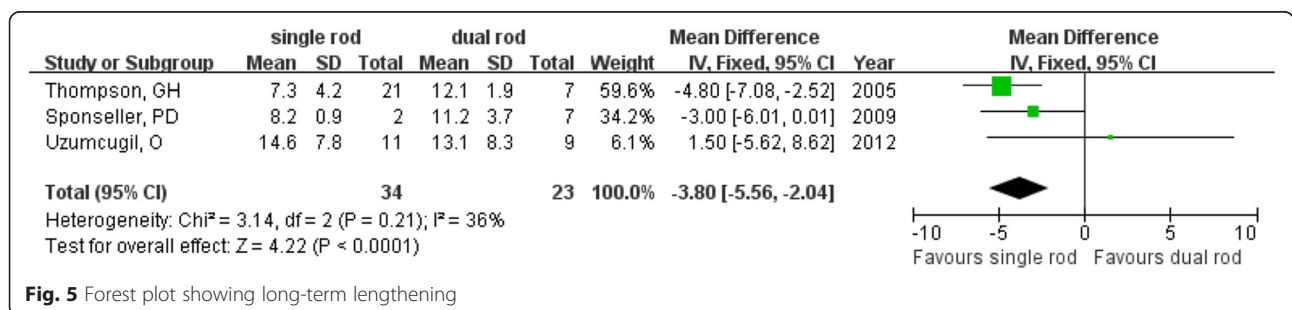 single rod dual rod Mean Difference Mean Difference
Study or Subgroup Mean SD Total Mean SD Total Weight IV, Fixed, 95% CI Year IV, Fixed, 95% CI
Thompson, GH 7.3 4.2 21 12.1 1.9 7 59.6% -4.80 [-7.08, -2.52] 2005
Sponseller, PD 8.2 0.9 2 11.2 3.7 7 34.2% -3.00 [-6.01, 0.01] 2009
Uzumcugil, O 14.6 7.8 11 13.1 8.3 9 6.1% 1.50 [-5.62, 8.62] 2012
Total (95% CI) 34 23 100.0% -3.80 [-5.56, -2.04]
Heterogeneity: Chi² = 3.14, df = 2 (P = 0.21); I² = 36%
Test for overall effect: Z = 4.22 (P < 0.0001)
-10 -5 0 5 10
Favours single rod Favours dual rod
Fig. 5 Forest plot showing long-term lengthening